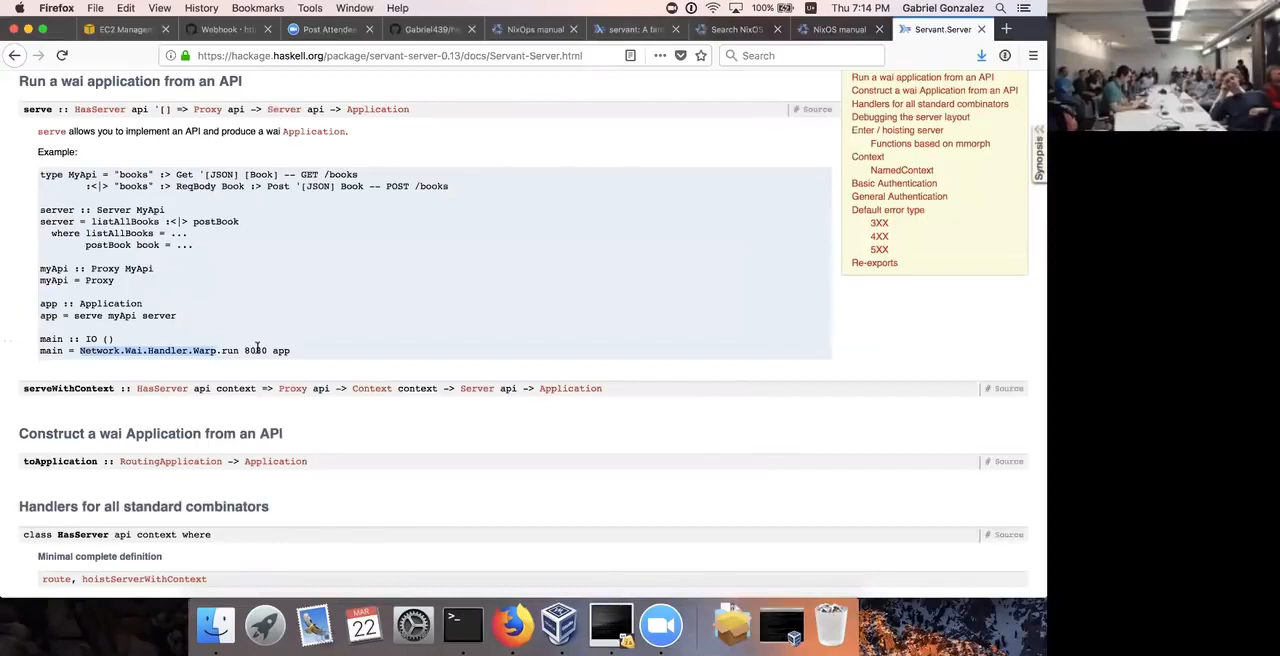 Firefox File Edit View History Bookmarks Tools Window Help 100% Thu 7:14 PM Gabriel Gonzalez
EC2 Manage Webhook · htt Post Attendee Gabriel439/h NixOps manual servant: A fam Search NixOS NixOS manual Servant.Server
https://hackage.haskell.org/package/servant-server-0.13/docs/Servant-Server.html Search
Run a wai application from an API
serve :: HasServer api '[] => Proxy api -> Server api -> Application # Source
serve allows you to implement an API and produce a wai Application.
Example:
type MyApi = "books" :> Get '[JSON] [Book] -- GET /books
:<|> "books" :> ReqBody Book :> Post '[JSON] Book -- POST /books
server :: Server MyApi
server = listAllBooks :<|> postBook
where listAllBooks = ...
postBook book = ...
myApi :: Proxy MyApi
myApi = Proxy
app :: Application
app = serve myApi server
main :: IO ()
main = Network.Wai.Handler.Warp.run 8080 app
serveWithContext :: HasServer api context => Proxy api -> Context context -> Server api -> Application # Source
Construct a wai Application from an API
toApplication :: RoutingApplication -> Application # Source
Handlers for all standard combinators
class HasServer api context where # Source
Minimal complete definition
route, hoistServerWithContext
Run a wai application from an API
Construct a wai Application from an API
Handlers for all standard combinators
Debugging the server layout
Enter / hoisting server
Functions based on mmorph
Context
NamedContext
Basic Authentication
General Authentication
Default error type
3XX
4XX
5XX
Re-exports
Synopsis
MAR
22